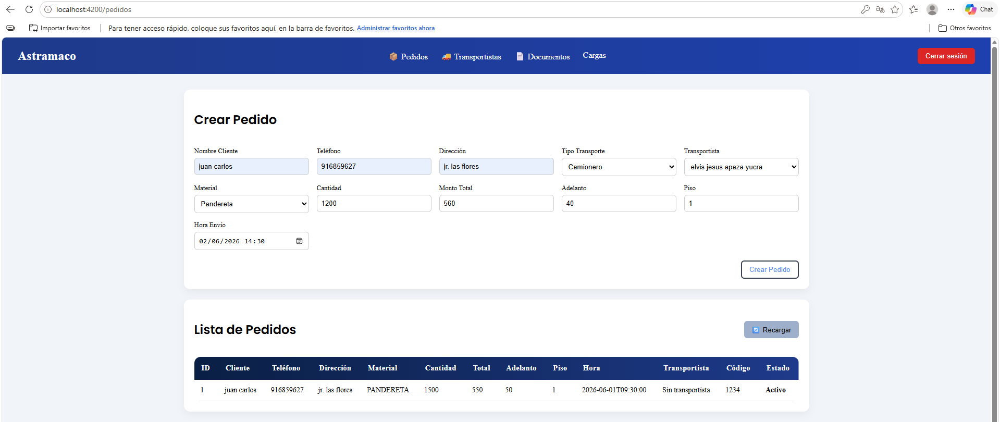 localhost:4200/pedidos
Chat
Importar favoritos
Para tener acceso rápido, coloque sus favoritos aquí, en la barra de favoritos. Administrar favoritos ahora
Otros favoritos
Astramaco
Pedidos
Transportistas
Documentos
Cargas
Cerrar sesión
Crear Pedido
Nombre Cliente Teléfono Dirección Tipo Transporte Transportista
juan carlos 916859627 jr. las flores Camionero elvis jesus apaza yucra
Material Cantidad Monto Total Adelanto Piso
Pandereta 1200 560 40 1
Hora Envío
02/06/2026 14:30
Crear Pedido
Lista de Pedidos
Recargar
ID Cliente Teléfono Dirección Material Cantidad Total Adelanto Piso Hora Transportista Código Estado
1 juan carlos 916859627 jr. las flores PANDERETA 1500 550 50 1 2026-06-01T09:30:00 Sin transportista 1234 Activo